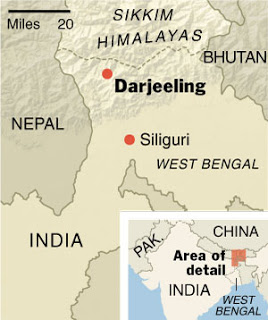 Miles 20
SIKKIM
HIMALAYAS
BHUTAN
Darjeeling
NEPAL
Siliguri
WEST BENGAL
INDIA
CHINA
PAK.
Area of
detail
INDIA
WEST
BENGAL